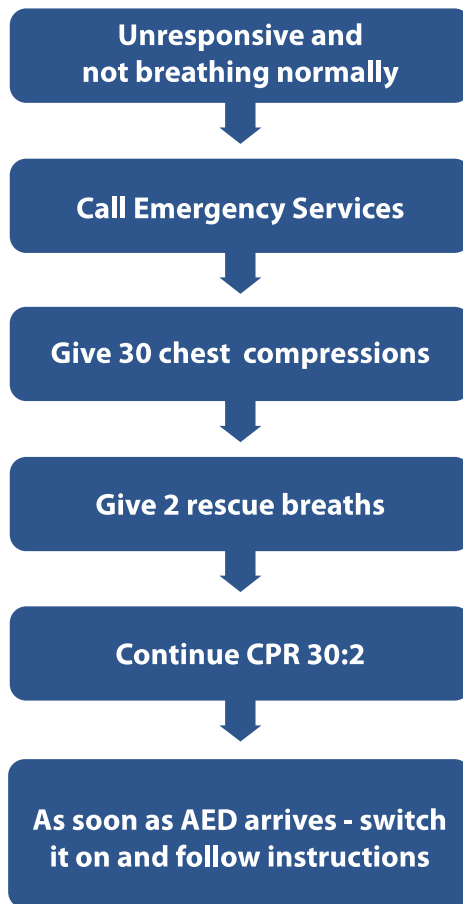 Unresponsive and
not breathing normally
Call Emergency Services
Give 30 chest compressions
Give 2 rescue breaths
Continue CPR 30:2
As soon as AED arrives - switch
it on and follow instructions